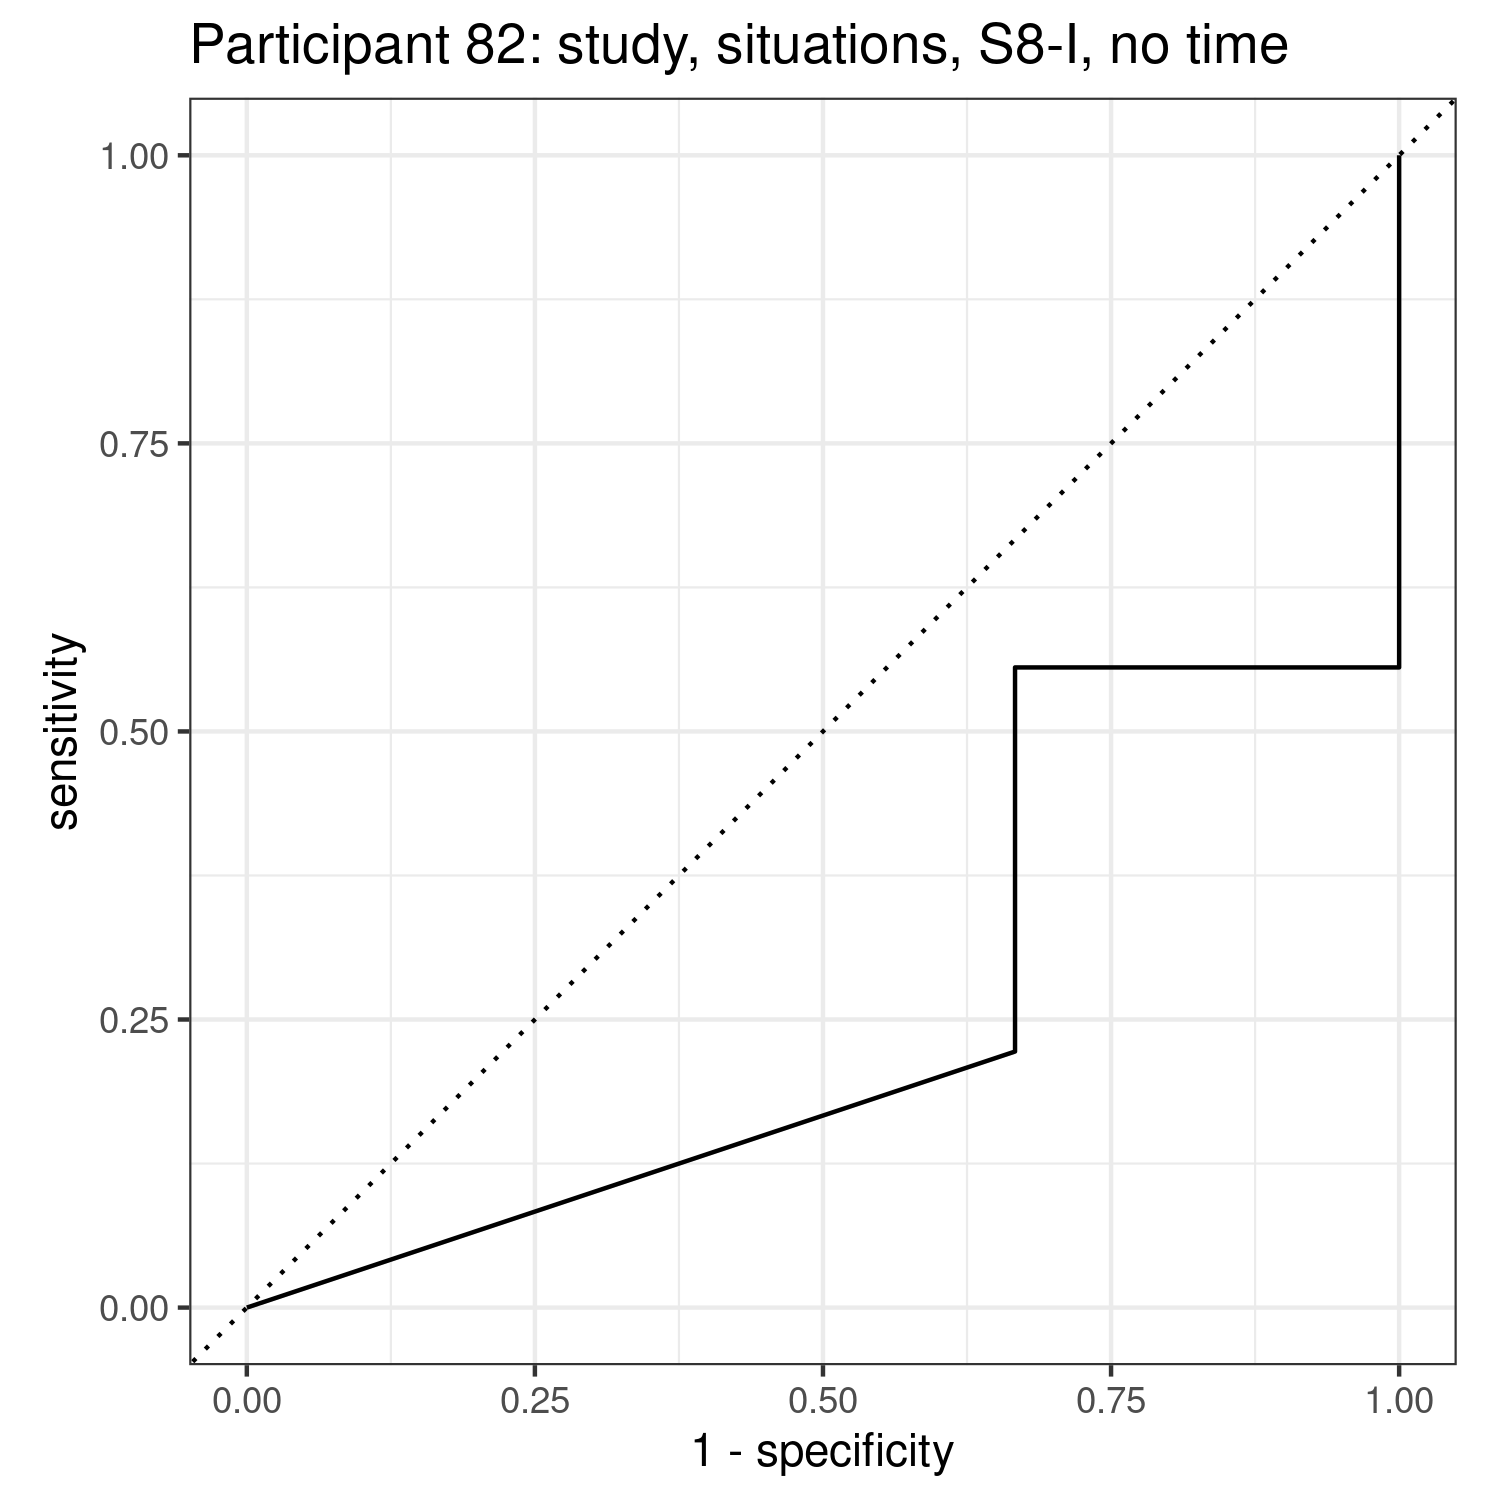 Participant 82: study, situations, S8-I, no time
1.00
0.75
0.50
0.25
0.00
sensitivity
0.00 0.25 0.50 0.75 1.00
1 - specificity